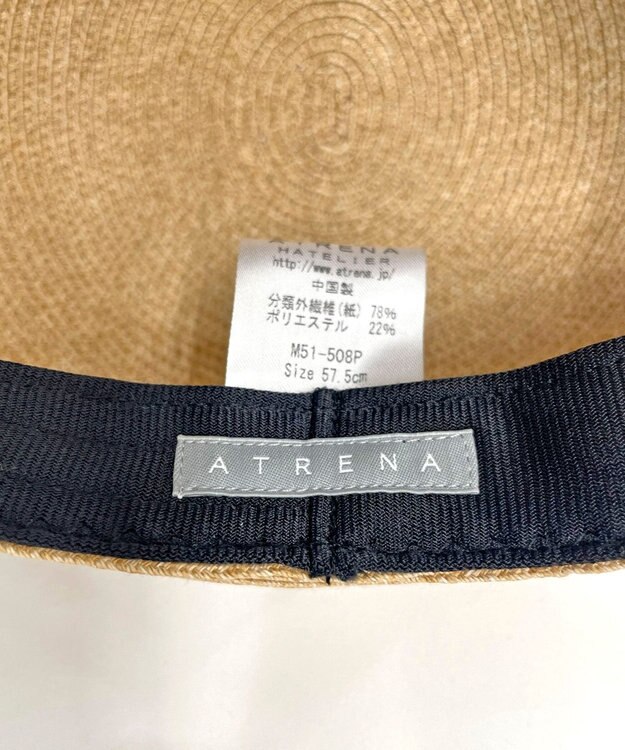 ATRENA
HATELIER
http://www.atrena.jp/
中国製
分類外繊維(紙) 78%
ポリエステル 22%
M51-508P
Size 57.5cm
ATRENA